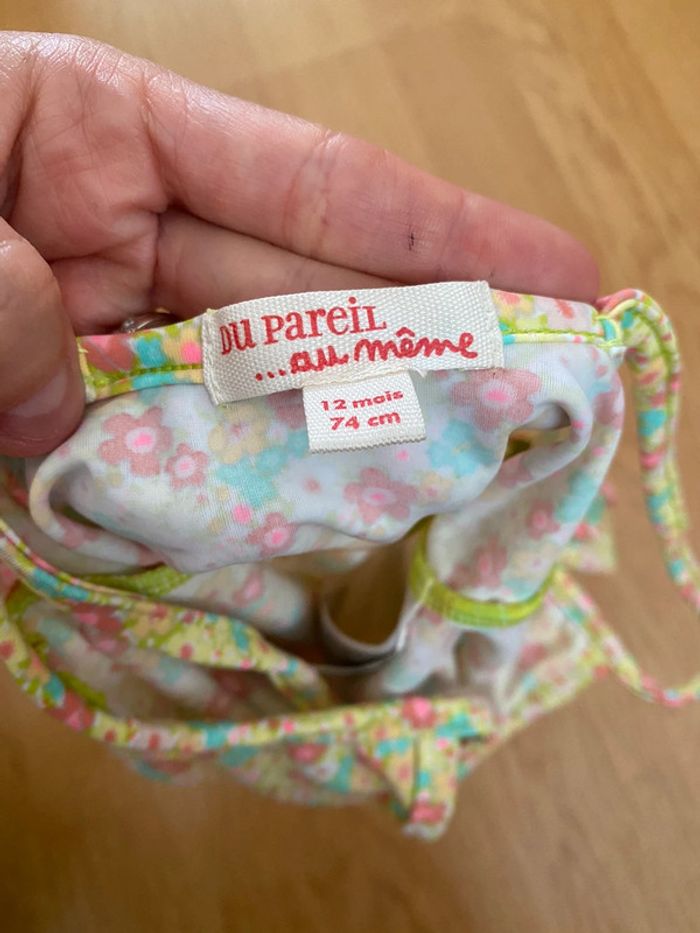 DU PaReiL
...au même
12 mois
74 cm